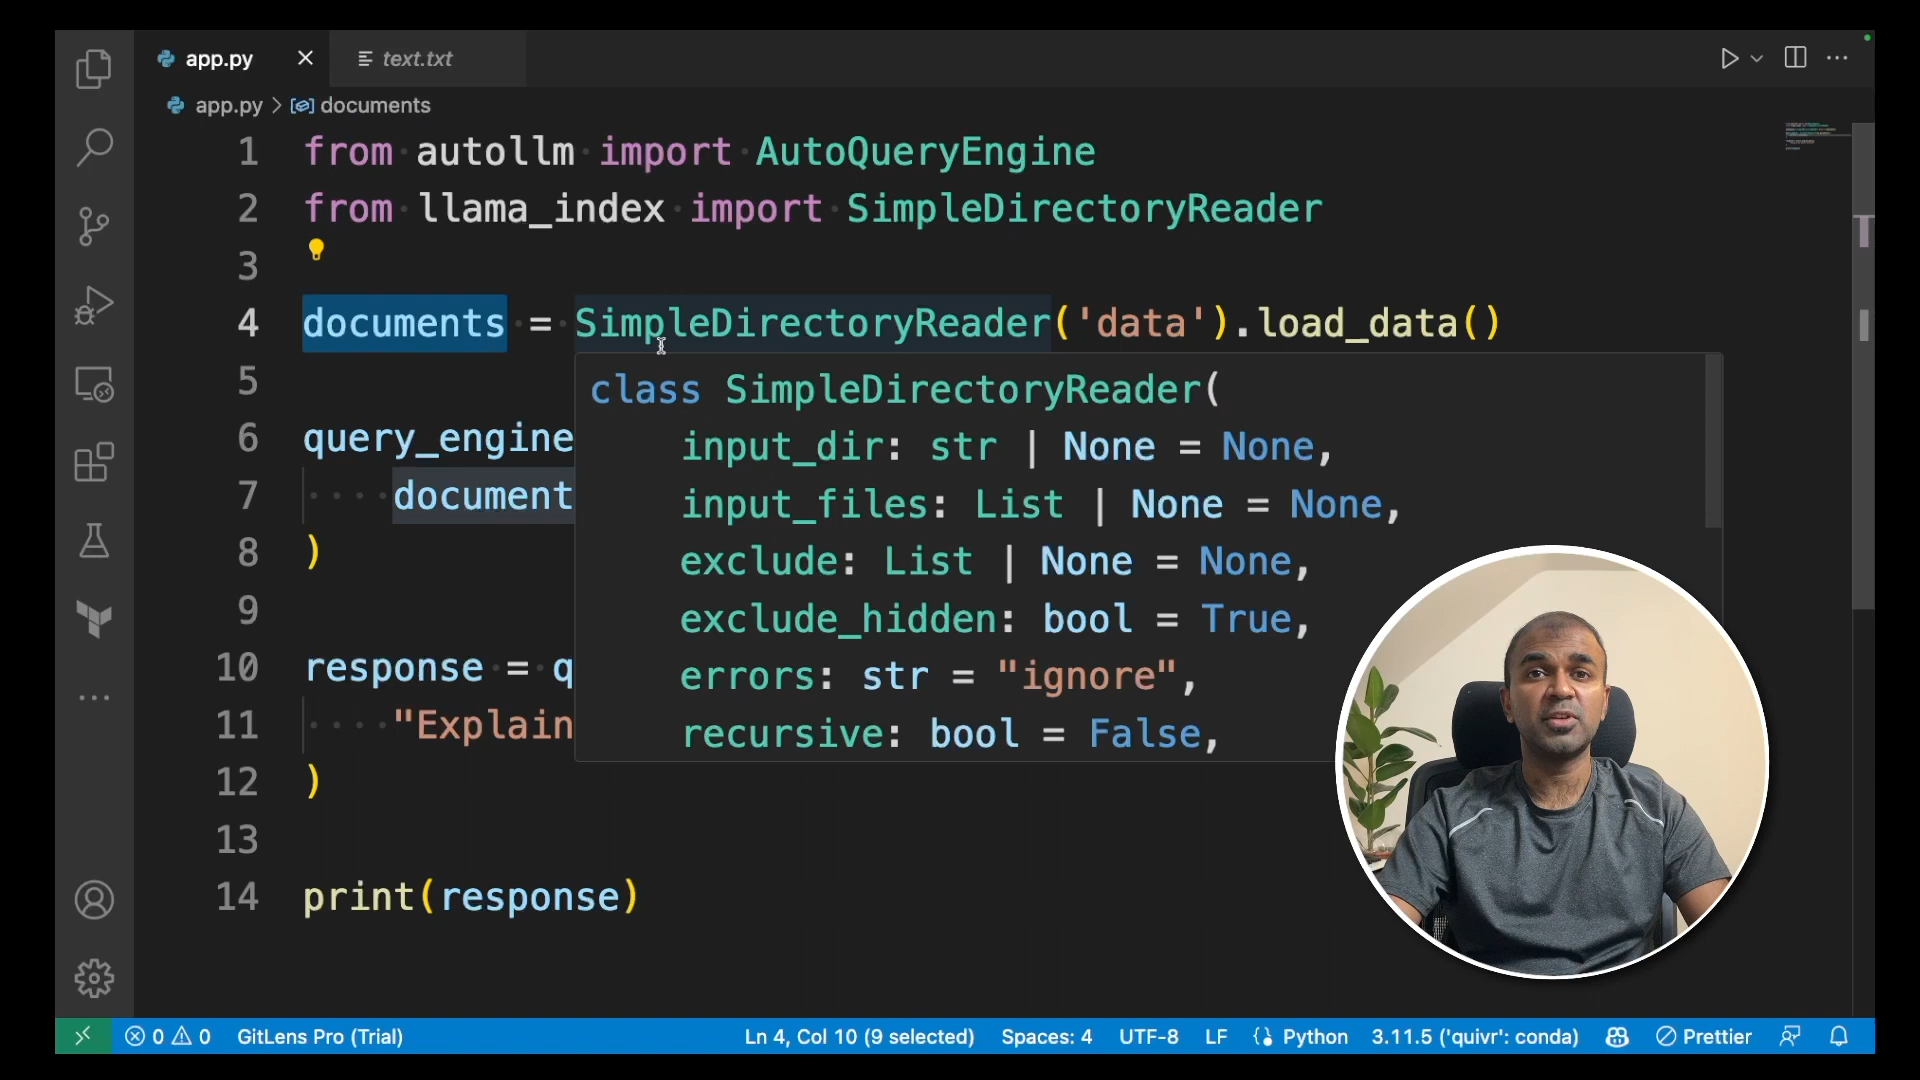 app.py
text.txt
app.py > documents
1 from autollm import AutoQueryEngine
2 from llama_index import SimpleDirectoryReader
3
4 documents = SimpleDirectoryReader('data').load_data()
5
6 query_engine
7 document
8 )
9
10 response = q
11 "Explain
12 )
13
14 print(response)
class SimpleDirectoryReader(
input_dir: str | None = None,
input_files: List | None = None,
exclude: List | None = None,
exclude_hidden: bool = True,
errors: str = "ignore",
recursive: bool = False,
0 0 GitLens Pro (Trial) Ln 4, Col 10 (9 selected) Spaces: 4 UTF-8 LF Python 3.11.5 ('quivr': conda) Prettier